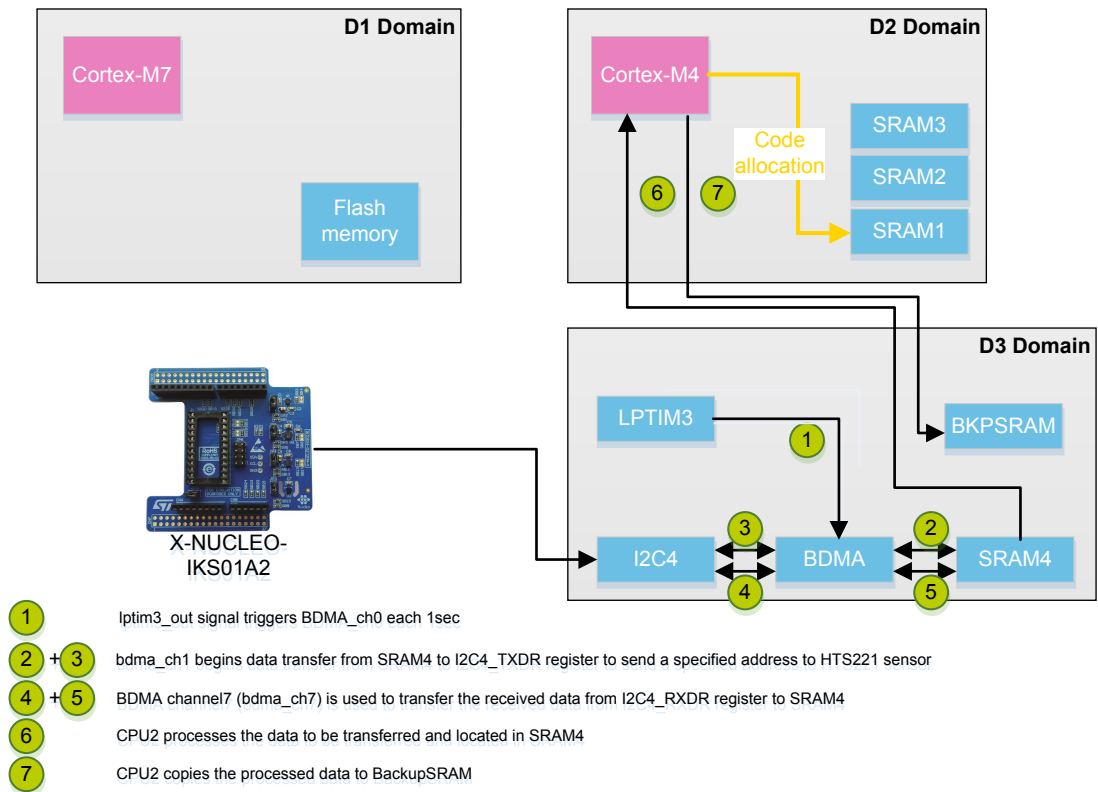 D1 Domain
Cortex-M7
Flash
memory
D2 Domain
Cortex-M4
Code
allocation
SRAM3
SRAM2
SRAM1
6
7
D3 Domain
LPTIM3
1
BKPSRAM
I2C4
3
4
BDMA
2
5
SRAM4
RoHS
X-NUCLEO-
IKS01A2
1 lptim3_out signal triggers BDMA_ch0 each 1sec
2 + 3 bdma_ch1 begins data transfer from SRAM4 to I2C4_TXDR register to send a specified address to HTS221 sensor
4 + 5 BDMA channel7 (bdma_ch7) is used to transfer the received data from I2C4_RXDR register to SRAM4
6 CPU2 processes the data to be transferred and located in SRAM4
7 CPU2 copies the processed data to BackupSRAM